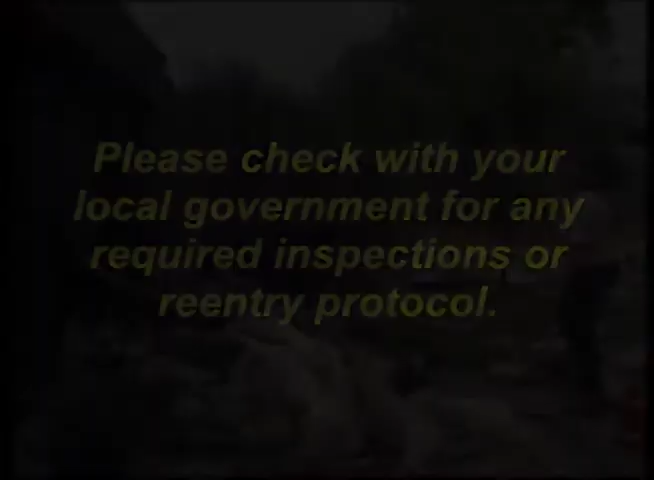 Please check with your
local government for any
required inspections or
reentry protocol.